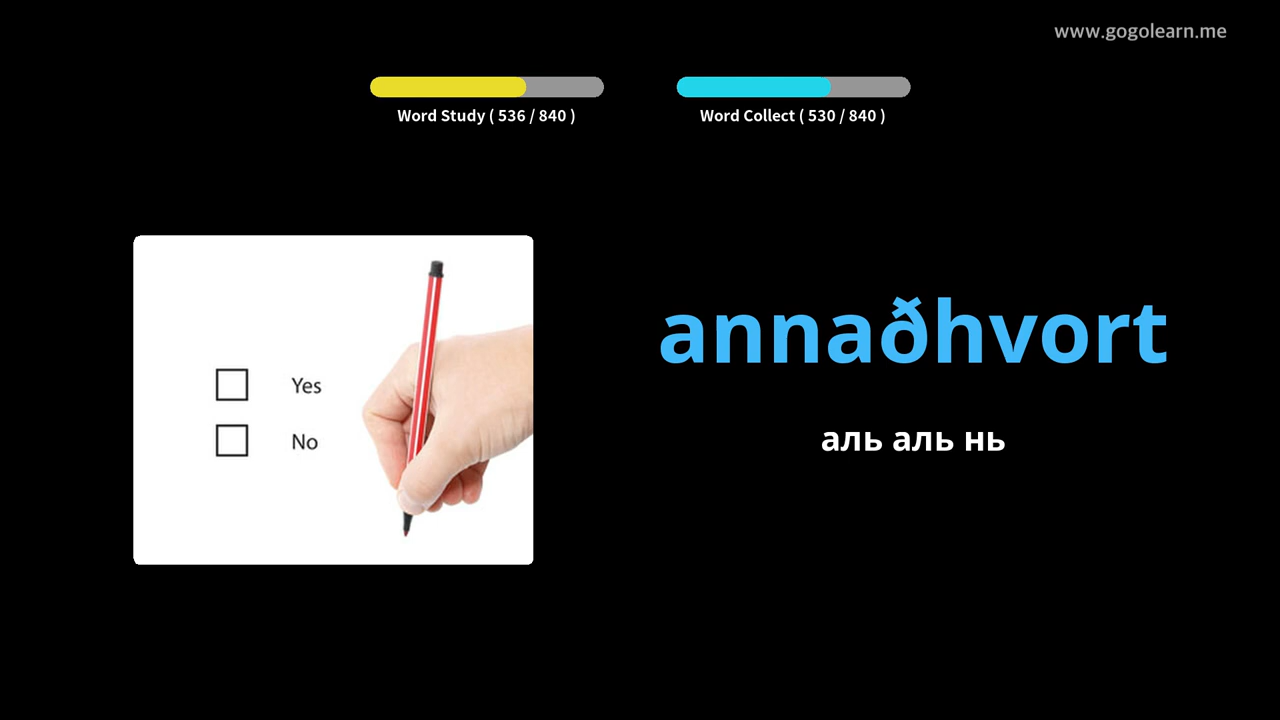 www.gogolearn.me
Word Study ( 536 / 840 )
Word Collect ( 530 / 840 )
Yes
No
annaðhvort
аль аль нь